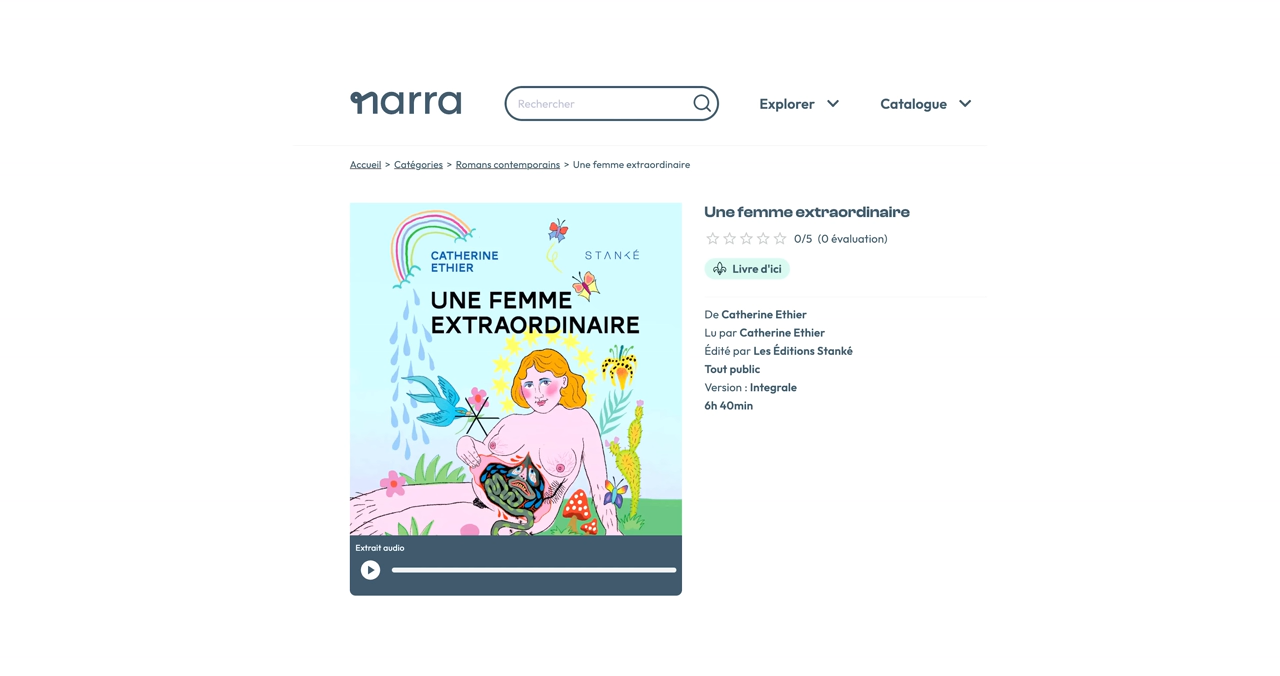 narra
Rechercher
Explorer
Catalogue
Accueil > Catégories > Romans contemporains > Une femme extraordinaire
CATHERINE
ETHIER
STANKÉ
UNE FEMME
EXTRAORDINAIRE
Extrait audio
Une femme extraordinaire
0/5 (0 évaluation)
Livre d'ici
De Catherine Ethier
Lu par Catherine Ethier
Édité par Les Éditions Stanké
Tout public
Version : Integrale
6h 40min